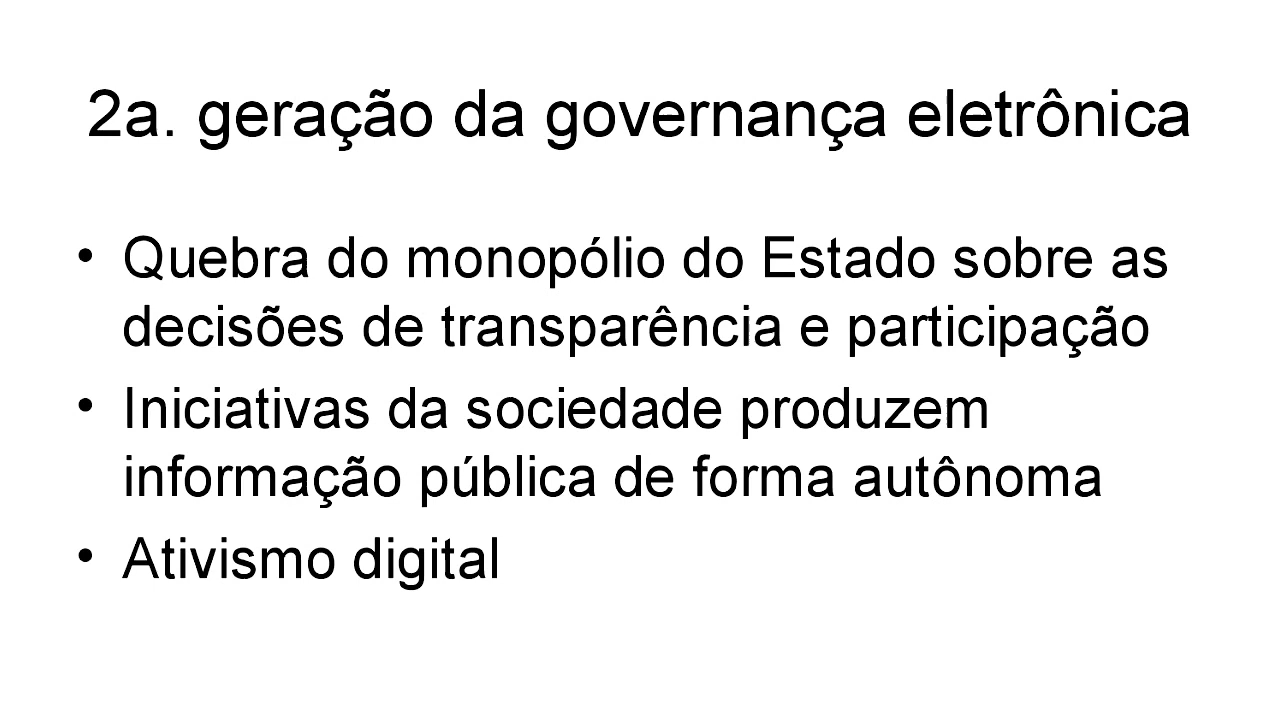 2a. geração da governança eletrônica
• Quebra do monopólio do Estado sobre as
decisões de transparência e participação
• Iniciativas da sociedade produzem
informação pública de forma autônoma
• Ativismo digital